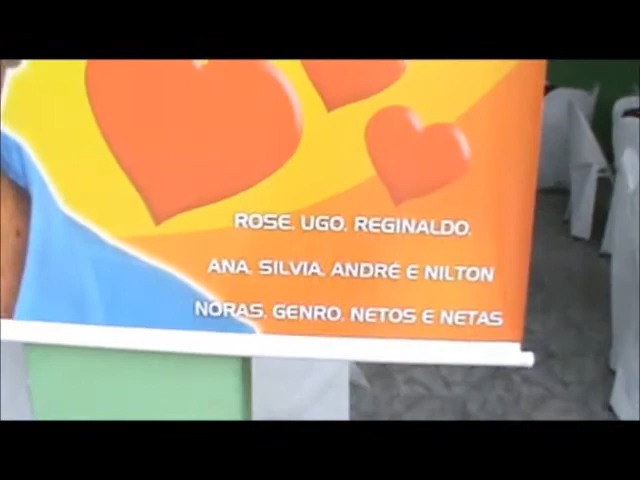 ROSE, UGO, REGINALDO,
ANA, SILVIA, ANDRÉ E NILTON
NORAS, GENRO, NETOS E NETAS